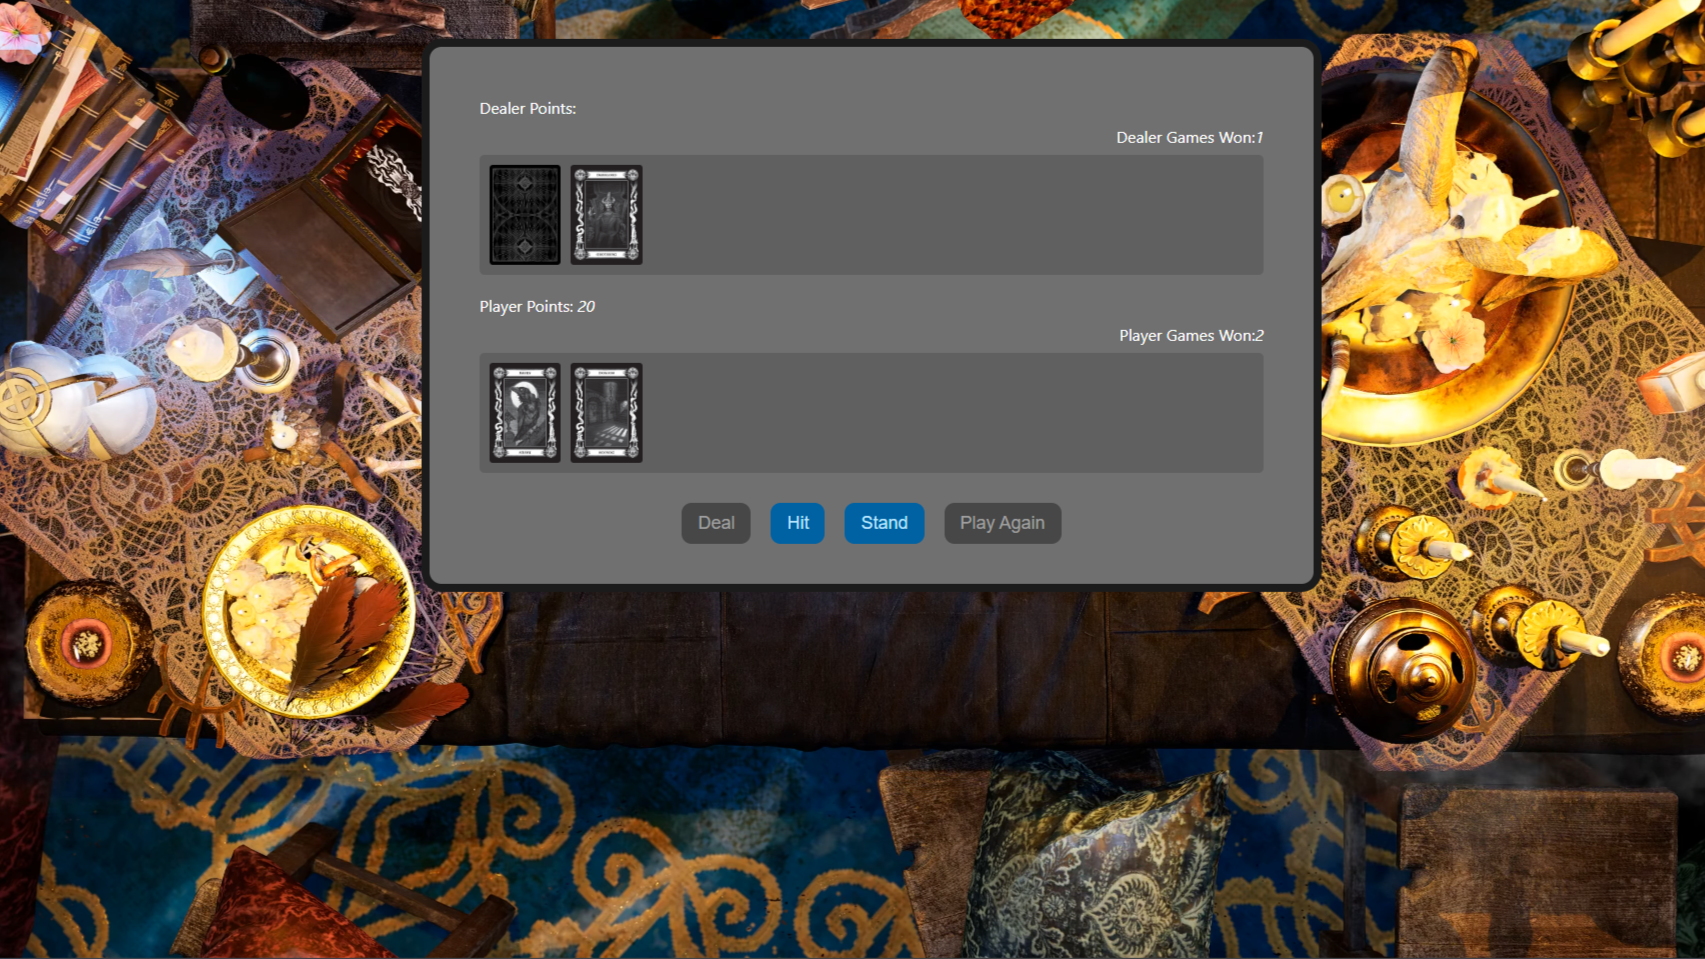 Dealer Points:
Dealer Games Won:1
Player Points: 20
Player Games Won:2
Deal
Hit
Stand
Play Again